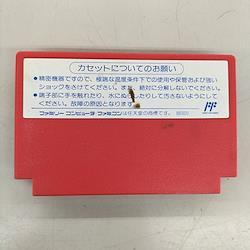 カセットについてのお願い
●精密機器ですので、極端な温度条件下での使用や保管および強い
ショックをさけてください。また、絶対に分解しないでください。
●端子部に手を触れたり、水にぬらしたりして汚さないようにして
ください。故障の原因となります。
ファミリーコンピュータ・ファミコンは任天堂の商標です。
FF